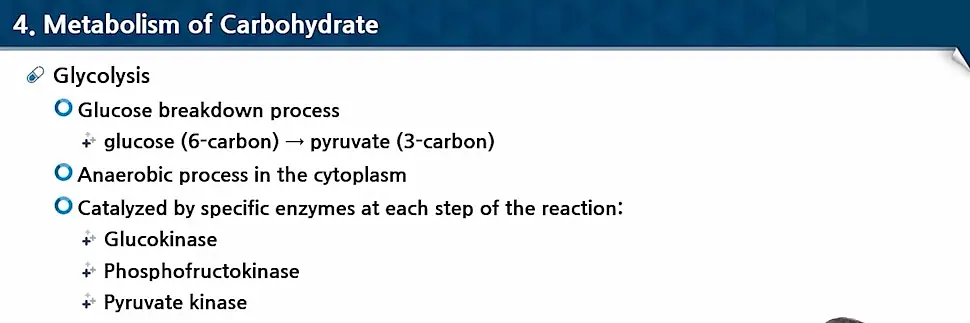 4. Metabolism of Carbohydrate
Glycolysis
Glucose breakdown process
glucose (6-carbon) → pyruvate (3-carbon)
Anaerobic process in the cytoplasm
Catalyzed by specific enzymes at each step of the reaction:
Glucokinase
Phosphofructokinase
Pyruvate kinase